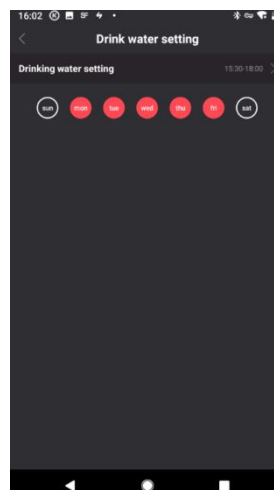 16:02
Drink water setting
Drinking water setting 15:30-18:00
sun mon tue wed thu fri sat